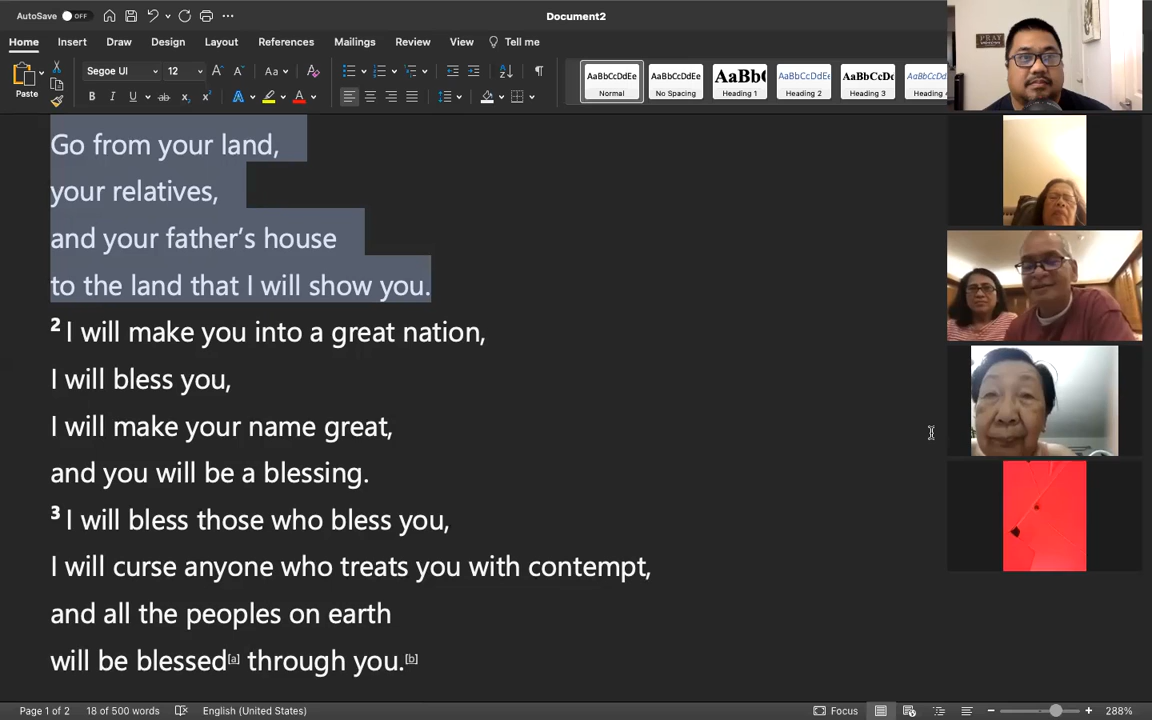 AutoSave OFF
Document2
Home Insert Draw Design Layout References Mailings Review View Tell me
Paste
Segoe UI 12
AaBbCcDdEe AaBbCcDdEe AaBb( AaBbCcDdEe AaBbCcDc AaBbCcDdE
Normal No Spacing Heading 1 Heading 2 Heading 3 Heading 4
PRAY
Go from your land,
your relatives,
and your father’s house
to the land that I will show you.
2 I will make you into a great nation,
I will bless you,
I will make your name great,
and you will be a blessing.
3 I will bless those who bless you,
I will curse anyone who treats you with contempt,
and all the peoples on earth
will be blessed[a] through you.[b]
Page 1 of 2 18 of 500 words English (United States) Focus 288%